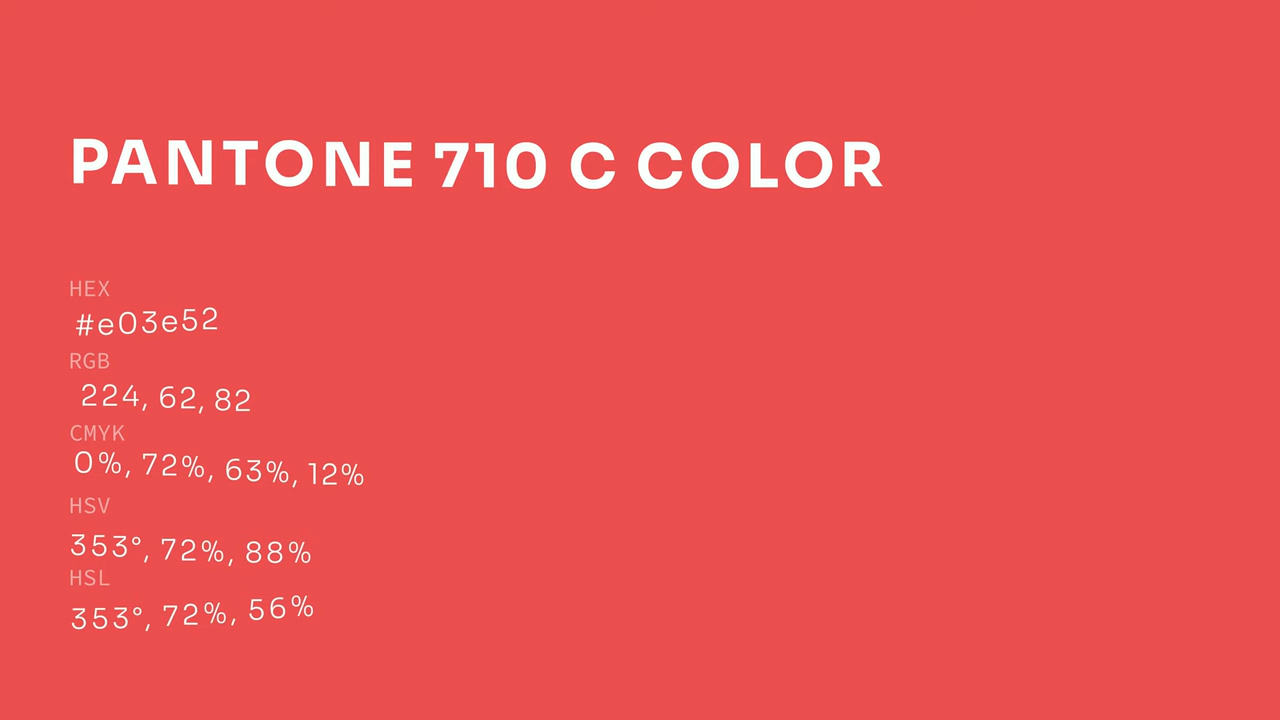 PANTONE 710 C COLOR
HEX
#e03e52
RGB
224, 62, 82
CMYK
0%, 72%, 63%, 12%
HSV
353°, 72%, 88%
HSL
353°, 72%, 56%